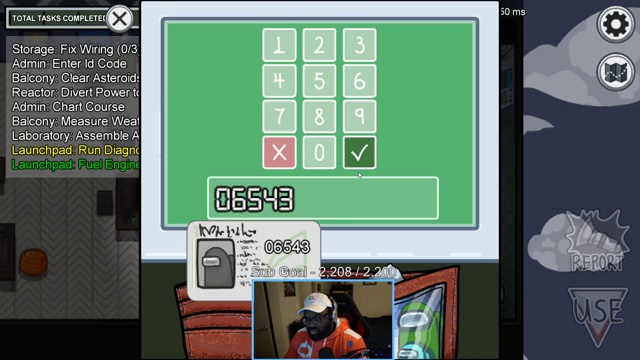 TOTAL TASKS COMPLETED
50 ms
Storage: Fix Wiring (0/3
Admin: Enter Id Code
Balcony: Clear Asteroids
Reactor: Divert Power to
Admin: Chart Course
Balcony: Measure Weat
Laboratory: Assemble A
Launchpad: Run Diagno
Launchpad: Fuel Engine
1 2 3
4 5 6
7 8 9
X 0 ✓
06543
06543
Sub Goal - 2,208 / 2,200
REPORT
USE